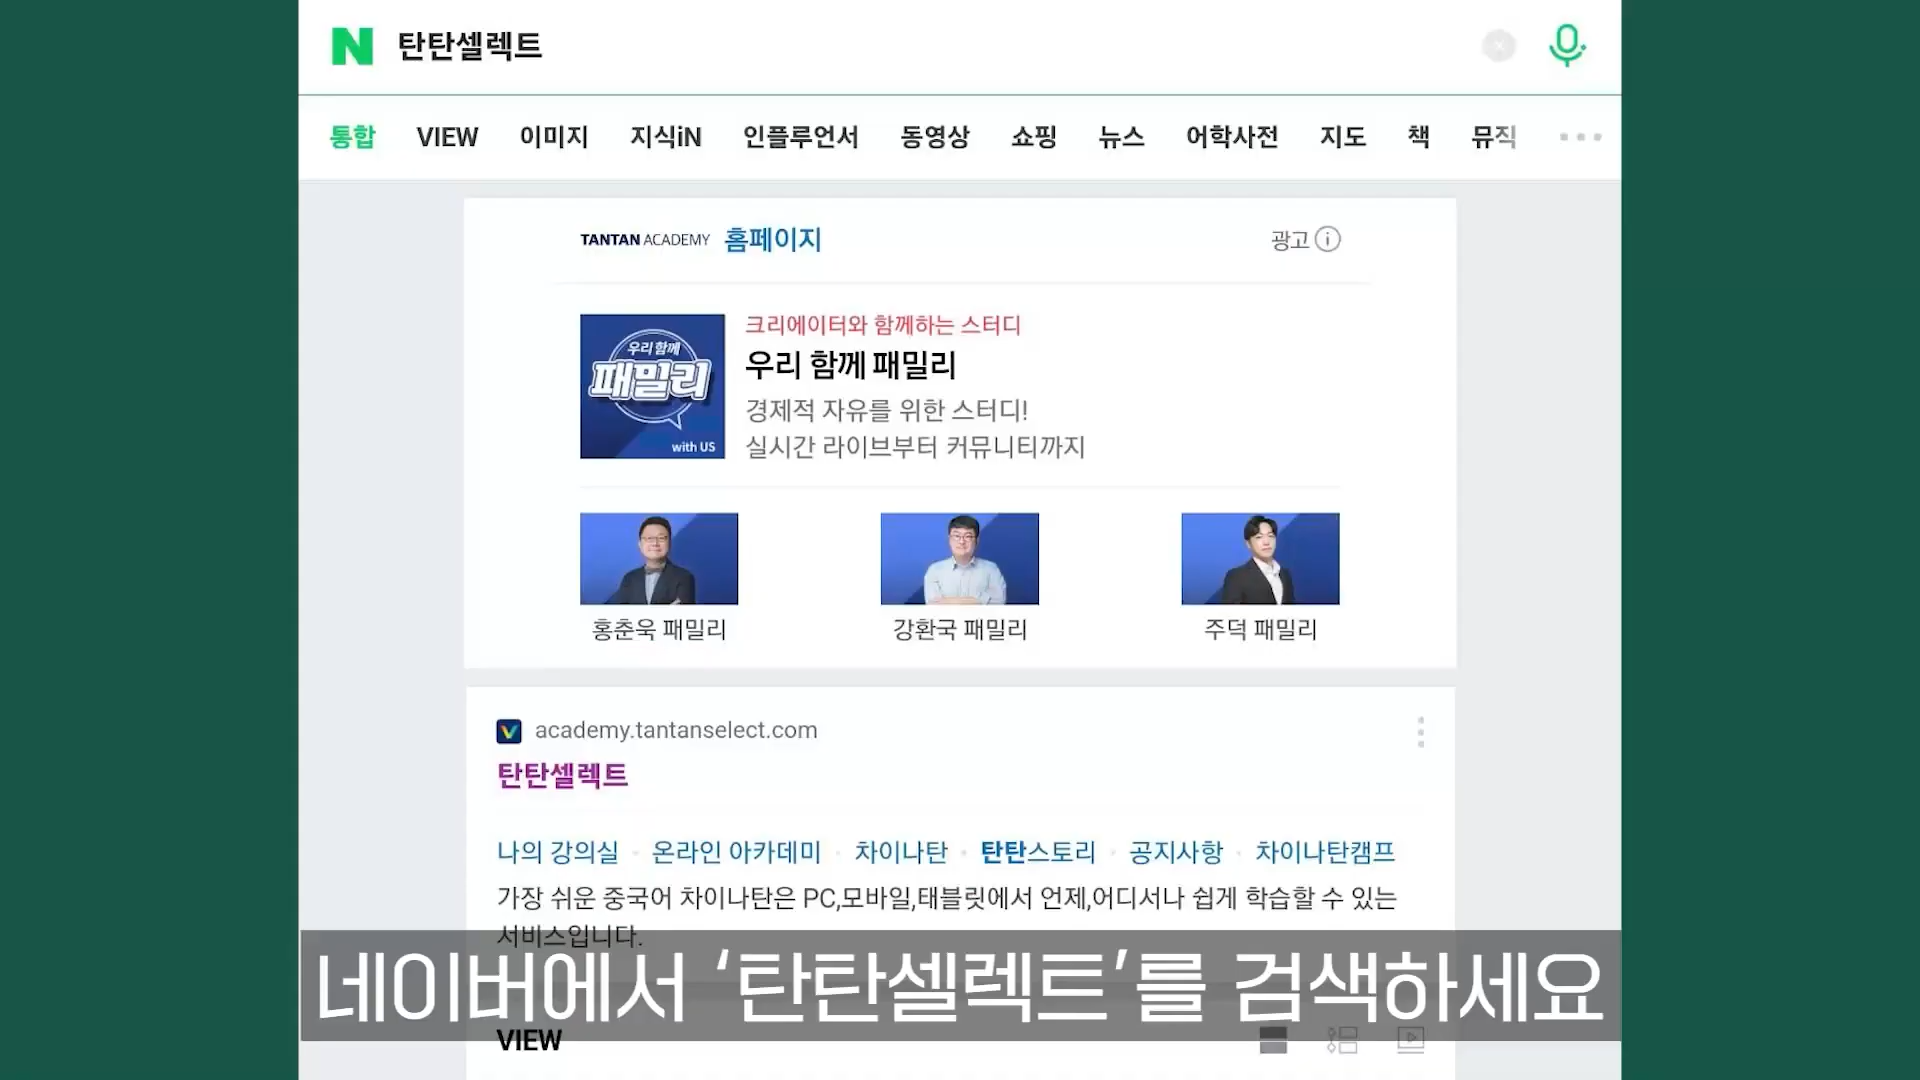 N 탄탄셀렉트
통합 VIEW 이미지 지식iN 인플루언서 동영상 쇼핑 뉴스 어학사전 지도 책 뮤직
TANTAN ACADEMY 홈페이지 광고
우리 함께
패밀리
with US
크리에이터와 함께하는 스터디
우리 함께 패밀리
경제적 자유를 위한 스터디!
실시간 라이브부터 커뮤니티까지
홍춘욱 패밀리 강환국 패밀리 주덕 패밀리
academy.tantanselect.com
탄탄셀렉트
나의 강의실 · 온라인 아카데미 · 차이나탄 · 탄탄스토리 · 공지사항 · 차이나탄캠프
가장 쉬운 중국어 차이나탄은 PC,모바일,태블릿에서 언제,어디서나 쉽게 학습할 수 있는
서비스입니다.
네이버에서 ‘탄탄셀렉트’를 검색하세요
VIEW